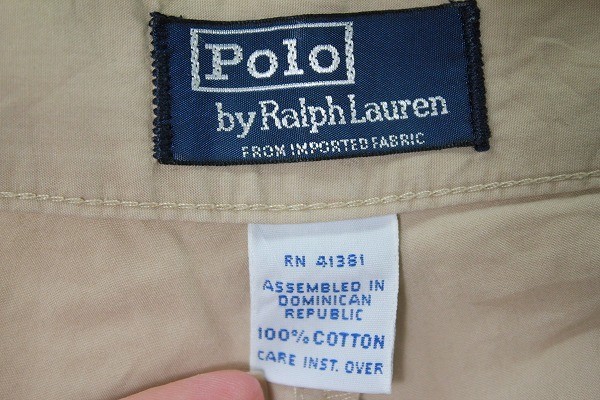 Polo
by Ralph Lauren
FROM IMPORTED FABRIC
RN 41381
ASSEMBLED IN
DOMINICAN
REPUBLIC
100% COTTON
CARE INST. OVER